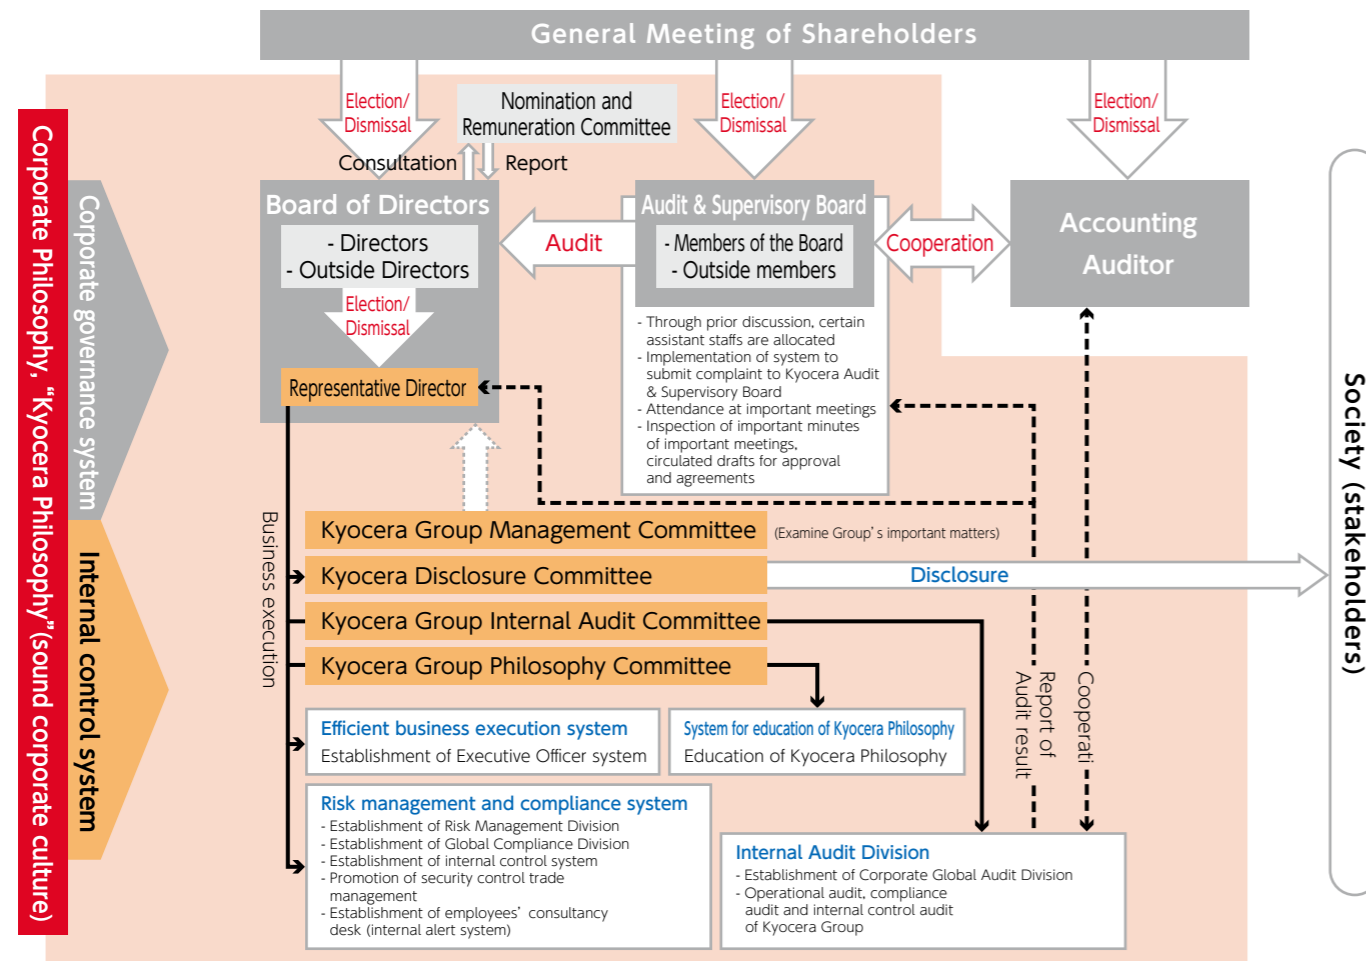 General Meeting of Shareholders
Election/
Dismissal
Nomination and
Remuneration Committee
Election/
Dismissal
Election/
Dismissal
Consultation
Report
Board of Directors
- Directors
- Outside Directors
Election/
Dismissal
Representative Director
Audit
Audit & Supervisory Board
- Members of the Board
- Outside members
Cooperation
Accounting
Auditor
- Through prior discussion, certain
assistant staffs are allocated
- Implementation of system to
submit complaint to Kyocera Audit
& Supervisory Board
- Attendance at important meetings
- Inspection of important minutes
of important meetings,
circulated drafts for approval
and agreements
Corporate Philosophy, “Kyocera Philosophy”(sound corporate culture)
Corporate governance system
Internal control system
Business execution
Kyocera Group Management Committee
(Examine Group’s important matters)
Kyocera Disclosure Committee
Disclosure
Kyocera Group Internal Audit Committee
Kyocera Group Philosophy Committee
Society (stakeholders)
Report of
Audit result
Cooperati
Efficient business execution system
Establishment of Executive Officer system
System for education of Kyocera Philosophy
Education of Kyocera Philosophy
Risk management and compliance system
- Establishment of Risk Management Division
- Establishment of Global Compliance Division
- Establishment of internal control system
- Promotion of security control trade
management
- Establishment of employees’ consultancy
desk (internal alert system)
Internal Audit Division
- Establishment of Corporate Global Audit Division
- Operational audit, compliance
audit and internal control audit
of Kyocera Group